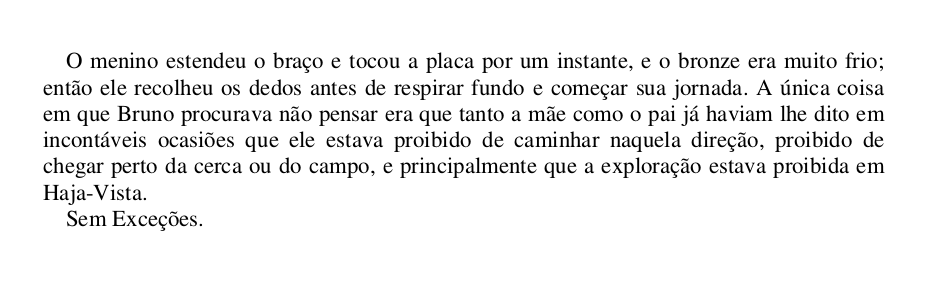 O menino estendeu o braço e tocou a placa por um instante, e o bronze era muito frio;
então ele recolheu os dedos antes de respirar fundo e começar sua jornada. A única coisa
em que Bruno procurava não pensar era que tanto a mãe como o pai já haviam lhe dito em
incontáveis ocasiões que ele estava proibido de caminhar naquela direção, proibido de
chegar perto da cerca ou do campo, e principalmente que a exploração estava proibida em
Haja-Vista.
Sem Exceções.